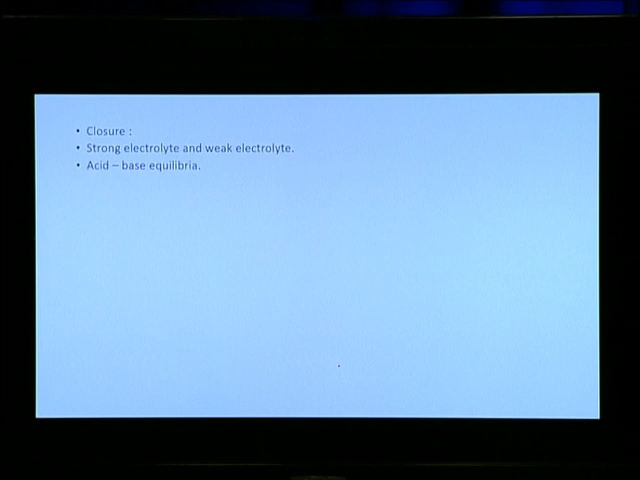 • Closure :
• Strong electrolyte and weak electrolyte.
• Acid – base equilibria.